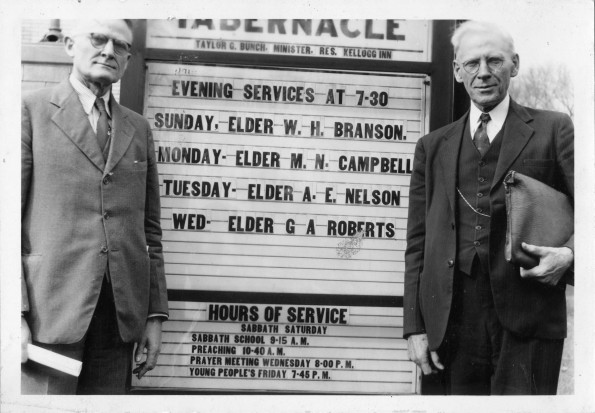 TABERNACLE
TAYLOR G. BUNCH, MINISTER, RES. KELLOGG INN
EVENING SERVICES AT 7-30
SUNDAY, ELDER W. H. BRANSON.
MONDAY- ELDER M. N. CAMPBELL
TUESDAY- ELDER A. E. NELSON
WED- ELDER G A ROBERTS
HOURS OF SERVICE
SABBATH SATURDAY
SABBATH SCHOOL 9-15 A. M.
PREACHING 10-40 A. M.
PRAYER MEETING WEDNESDAY 8-00 P. M.
YOUNG PEOPLE'S FRIDAY 7-45 P. M.